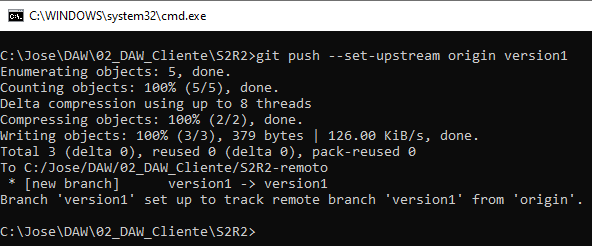 C:\WINDOWS\system32\cmd.exe
C:\Jose\DAW\02_DAW_Cliente\S2R2>git push --set-upstream origin version1
Enumerating objects: 5, done.
Counting objects: 100% (5/5), done.
Delta compression using up to 8 threads
Compressing objects: 100% (2/2), done.
Writing objects: 100% (3/3), 379 bytes | 126.00 KiB/s, done.
Total 3 (delta 0), reused 0 (delta 0), pack-reused 0
To C:/Jose/DAW/02_DAW_Cliente/S2R2-remoto
 * [new branch]      version1 -> version1
Branch 'version1' set up to track remote branch 'version1' from 'origin'.
C:\Jose\DAW\02_DAW_Cliente\S2R2>